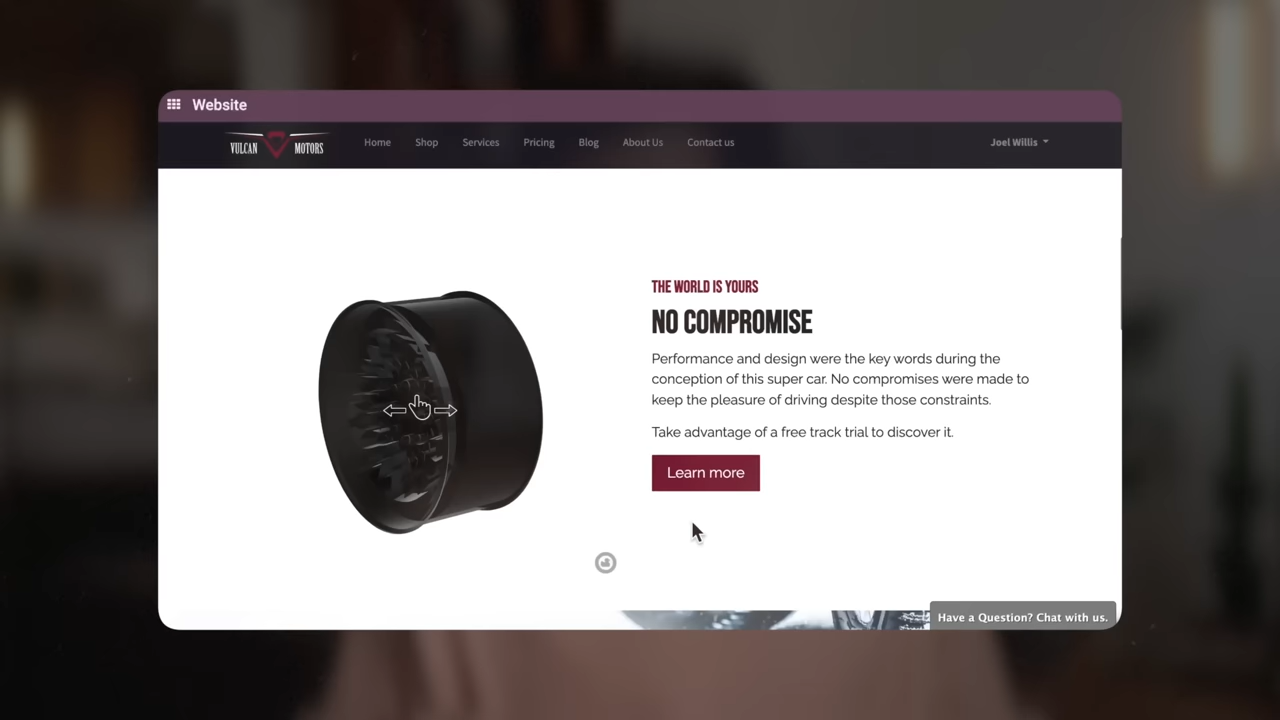 Website
VULCAN MOTORS
Home Shop Services Pricing Blog About Us Contact us
Joel Willis
THE WORLD IS YOURS
NO COMPROMISE
Performance and design were the key words during the
conception of this super car. No compromises were made to
keep the pleasure of driving despite those constraints.
Take advantage of a free track trial to discover it.
Learn more
Have a Question? Chat with us.